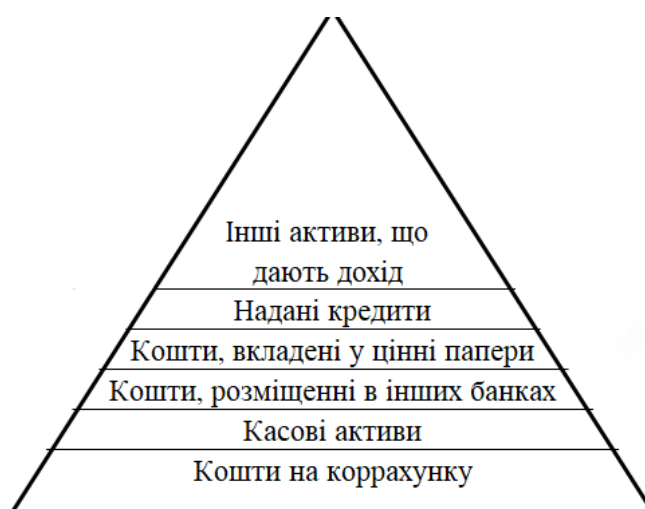 Інші активи, що
дають дохід
Надані кредити
Кошти, вкладені у цінні папери
Кошти, розміщенні в інших банках
Касові активи
Кошти на коррахунку